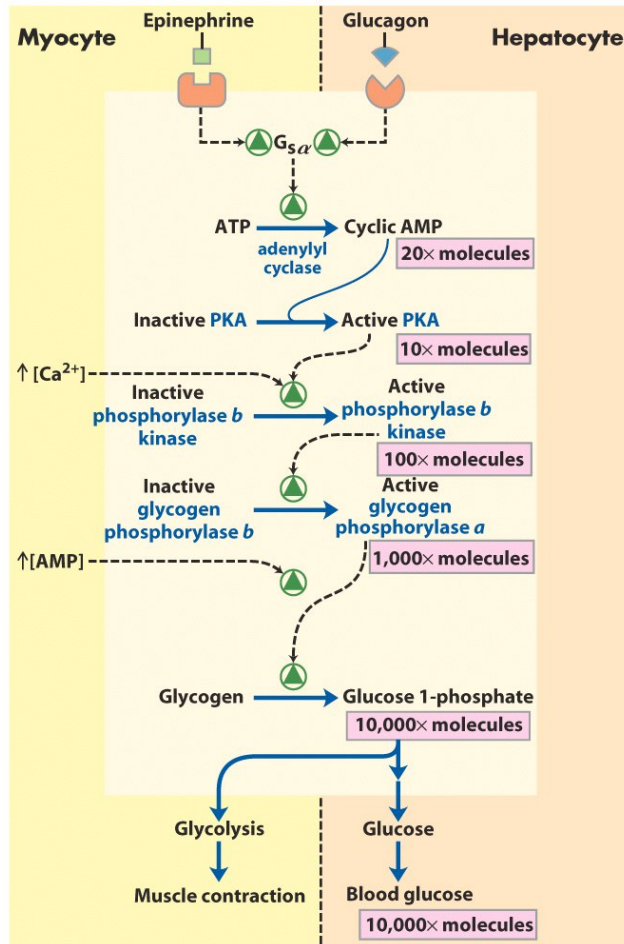 Myocyte
Epinephrine
Glucagon
Hepatocyte
Gsα
ATP
Cyclic AMP
adenylyl
cyclase
20× molecules
Inactive PKA
Active PKA
10× molecules
↑[Ca²⁺]
Inactive
phosphorylase b
kinase
Active
phosphorylase b
kinase
100× molecules
Inactive
glycogen
phosphorylase b
Active
glycogen
phosphorylase a
1,000× molecules
↑[AMP]
Glycogen
Glucose 1-phosphate
10,000× molecules
Glycolysis
Glucose
Muscle contraction
Blood glucose
10,000× molecules